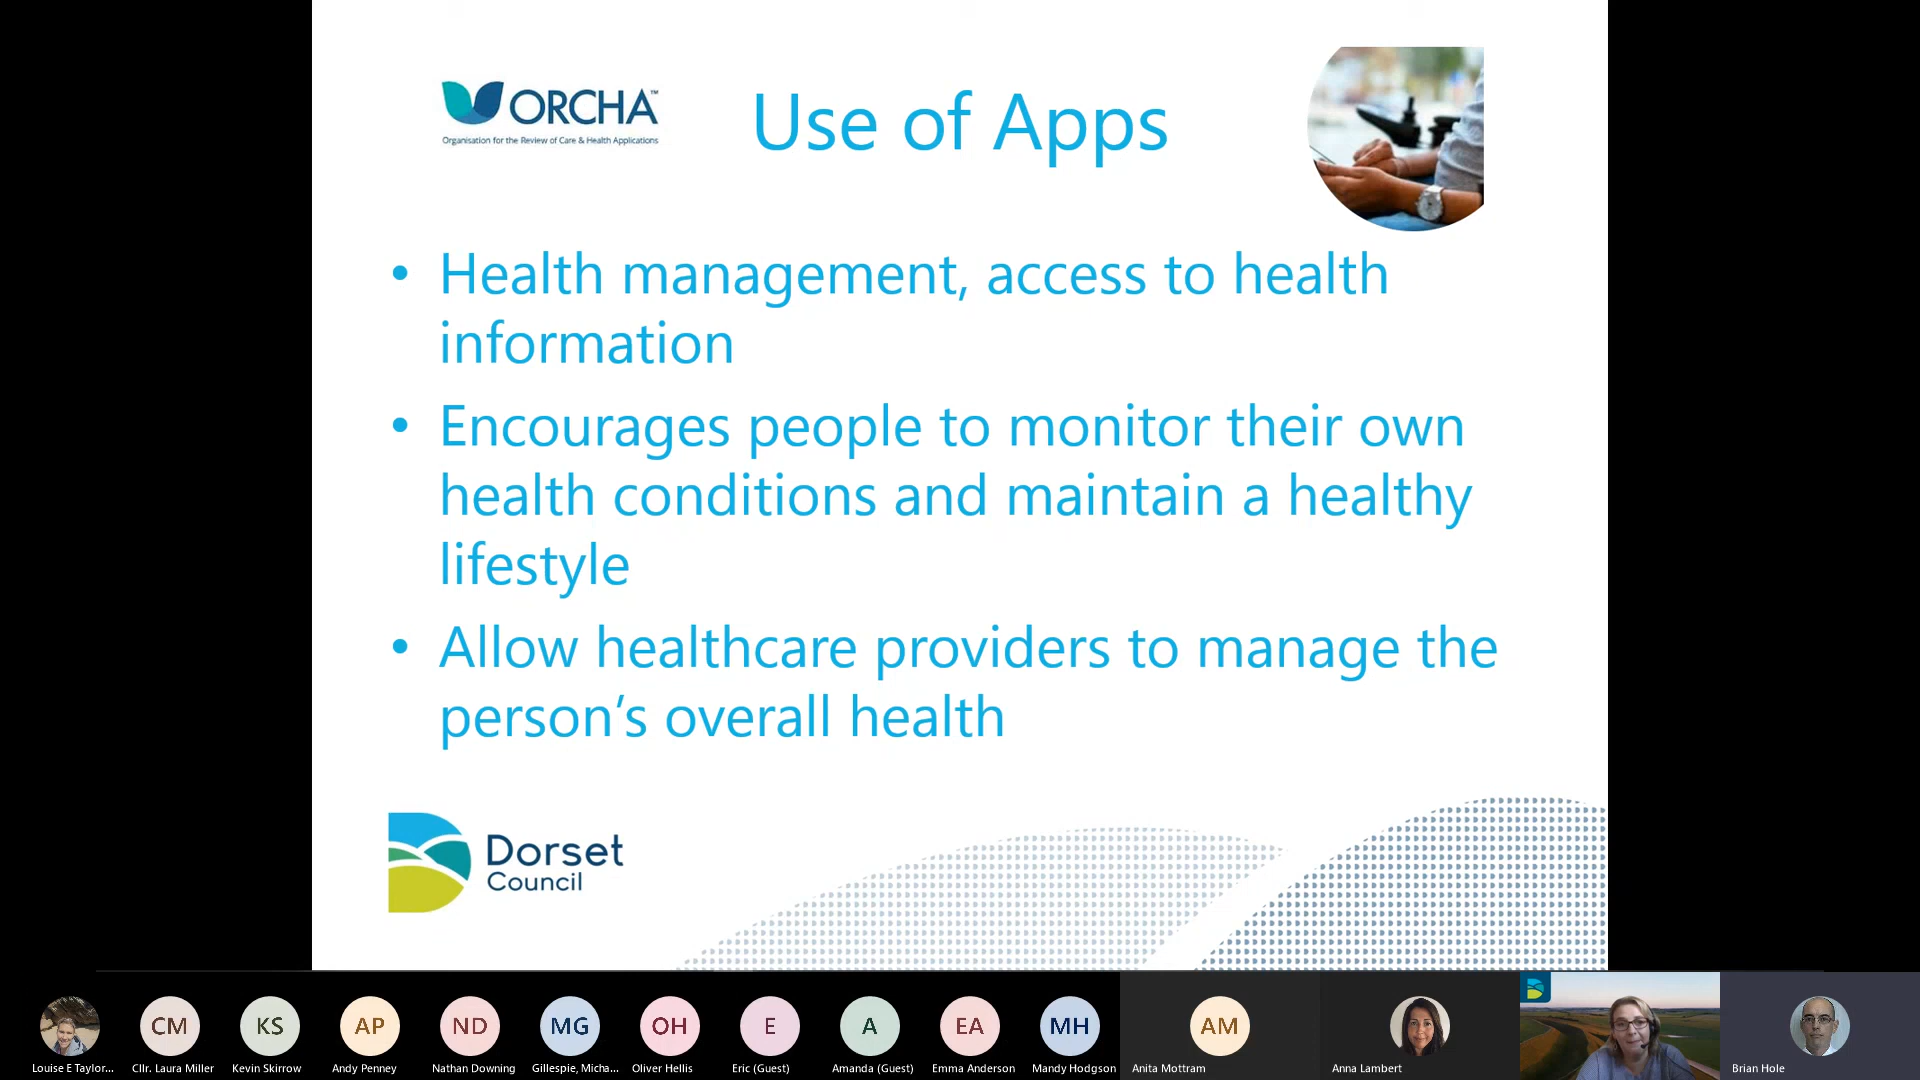 ORCHA™
Organisation for the Review of Care & Health Applications
Use of Apps
• Health management, access to health
information
• Encourages people to monitor their own
health conditions and maintain a healthy
lifestyle
• Allow healthcare providers to manage the
person’s overall health
Dorset
Council
CM
KS
AP
ND
MG
OH
E
A
EA
MH
AM
Louise E Taylor...
Cllr. Laura Miller
Kevin Skirrow
Andy Penney
Nathan Downing
Gillespie, Micha...
Oliver Hellis
Eric (Guest)
Amanda (Guest)
Emma Anderson
Mandy Hodgson
Anita Mottram
Anna Lambert
Brian Hole